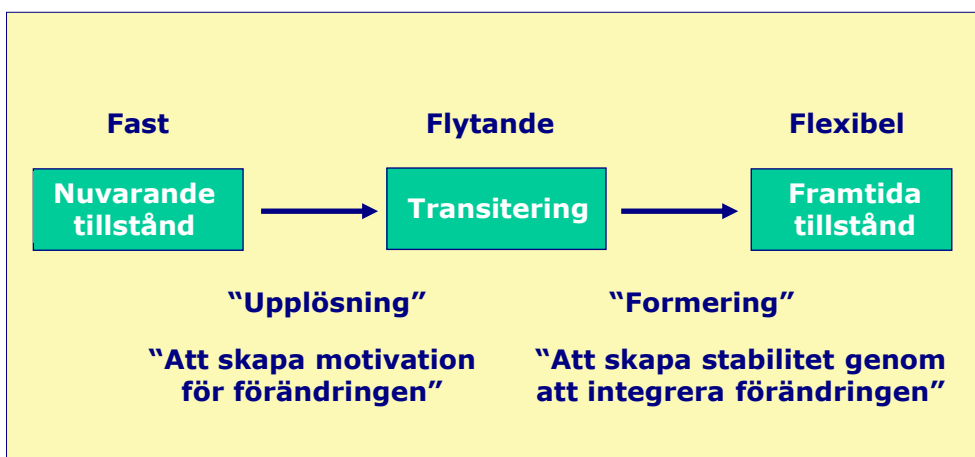 Fast
Flytande
Flexibel
Nuvarande
tillstånd
Transitering
Framtida
tillstånd
“Upplösning”
“Formering”
“Att skapa motivation
för förändringen”
“Att skapa stabilitet genom
att integrera förändringen”